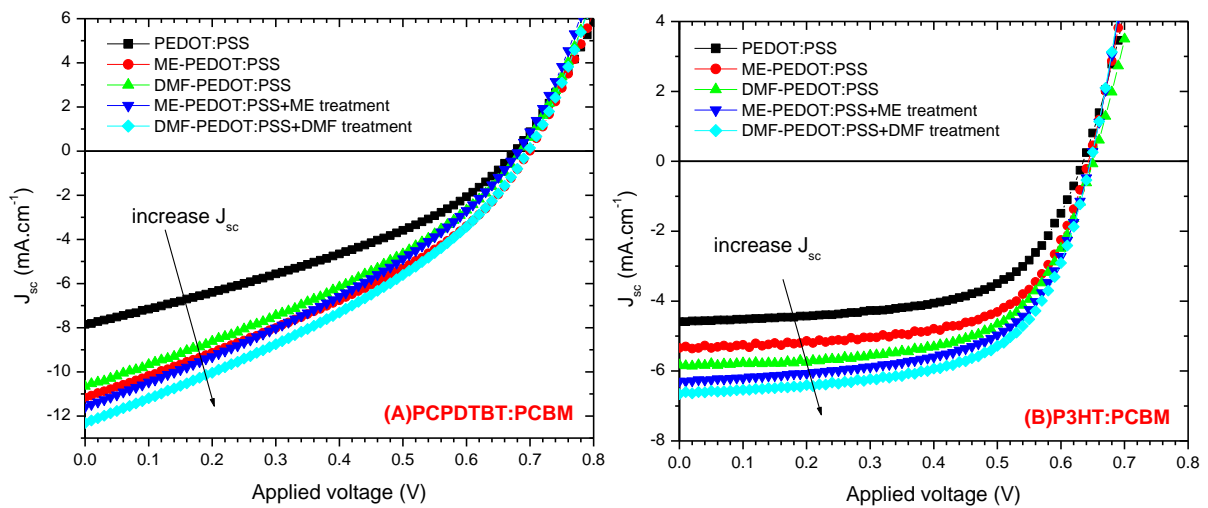 PEDOT:PSS
ME-PEDOT:PSS
DMF-PEDOT:PSS
ME-PEDOT:PSS+ME treatment
DMF-PEDOT:PSS+DMF treatment
increase Jsc
(A)PCPDTBT:PCBM
6
4
2
0
-2
-4
-6
-8
-10
-12
Jsc (mA.cm-1)
0.0 0.1 0.2 0.3 0.4 0.5 0.6 0.7 0.8
Applied voltage (V)
PEDOT:PSS
ME-PEDOT:PSS
DMF-PEDOT:PSS
ME-PEDOT:PSS+ME treatment
DMF-PEDOT:PSS+DMF treatment
increase Jsc
(B)P3HT:PCBM
4
2
0
-2
-4
-6
-8
Jsc (mA.cm-1)
0.0 0.1 0.2 0.3 0.4 0.5 0.6 0.7 0.8
Applied voltage (V)